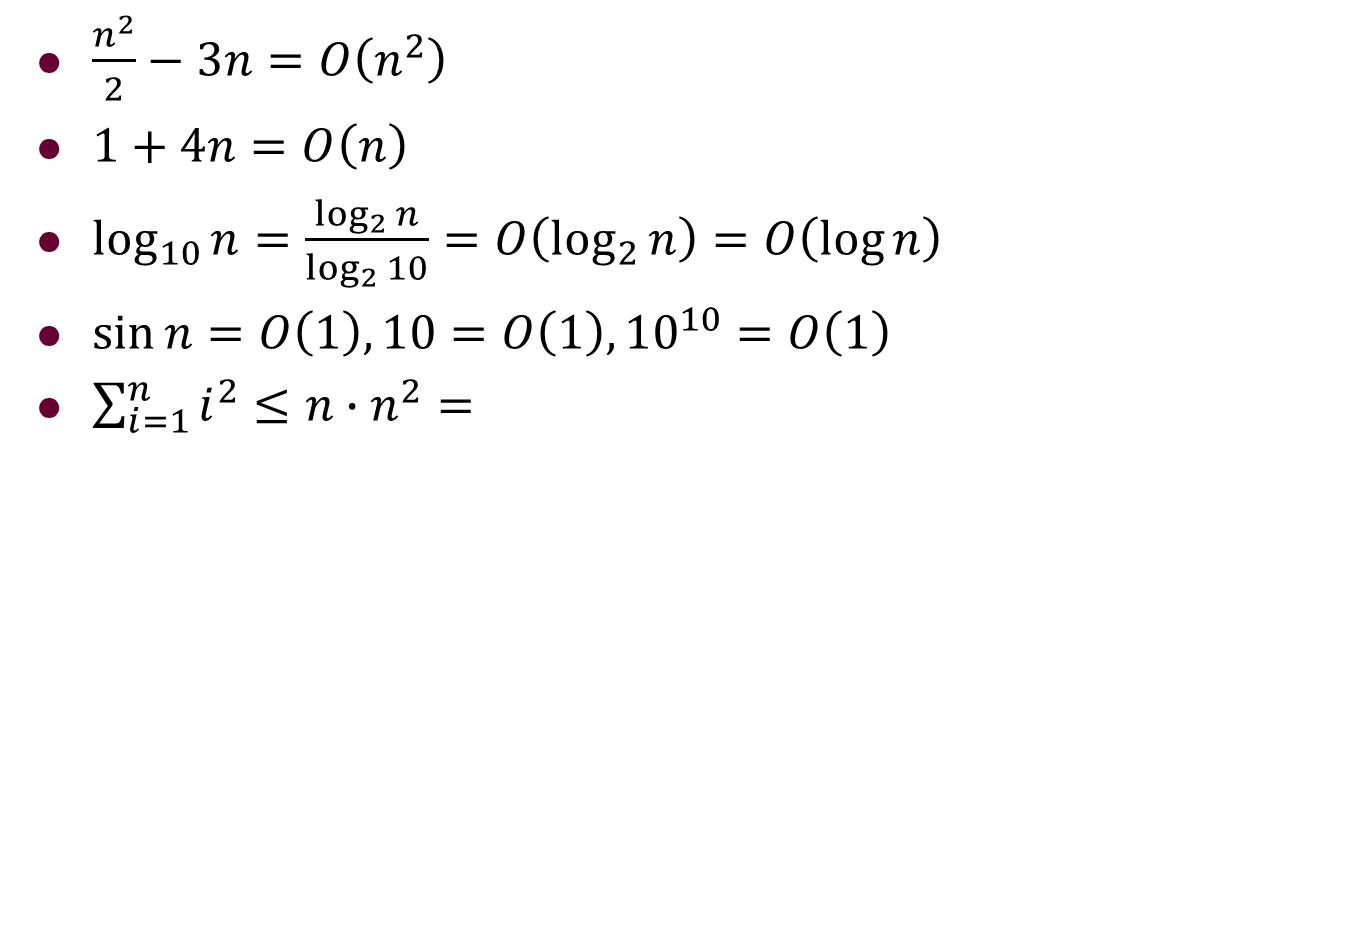 • n²/2 − 3n = O(n²)
• 1 + 4n = O(n)
• log₁₀ n = log₂ n / log₂ 10 = O(log₂ n) = O(log n)
• sin n = O(1), 10 = O(1), 10¹⁰ = O(1)
• ∑ᵢ₌₁ⁿ i² ≤ n · n² =